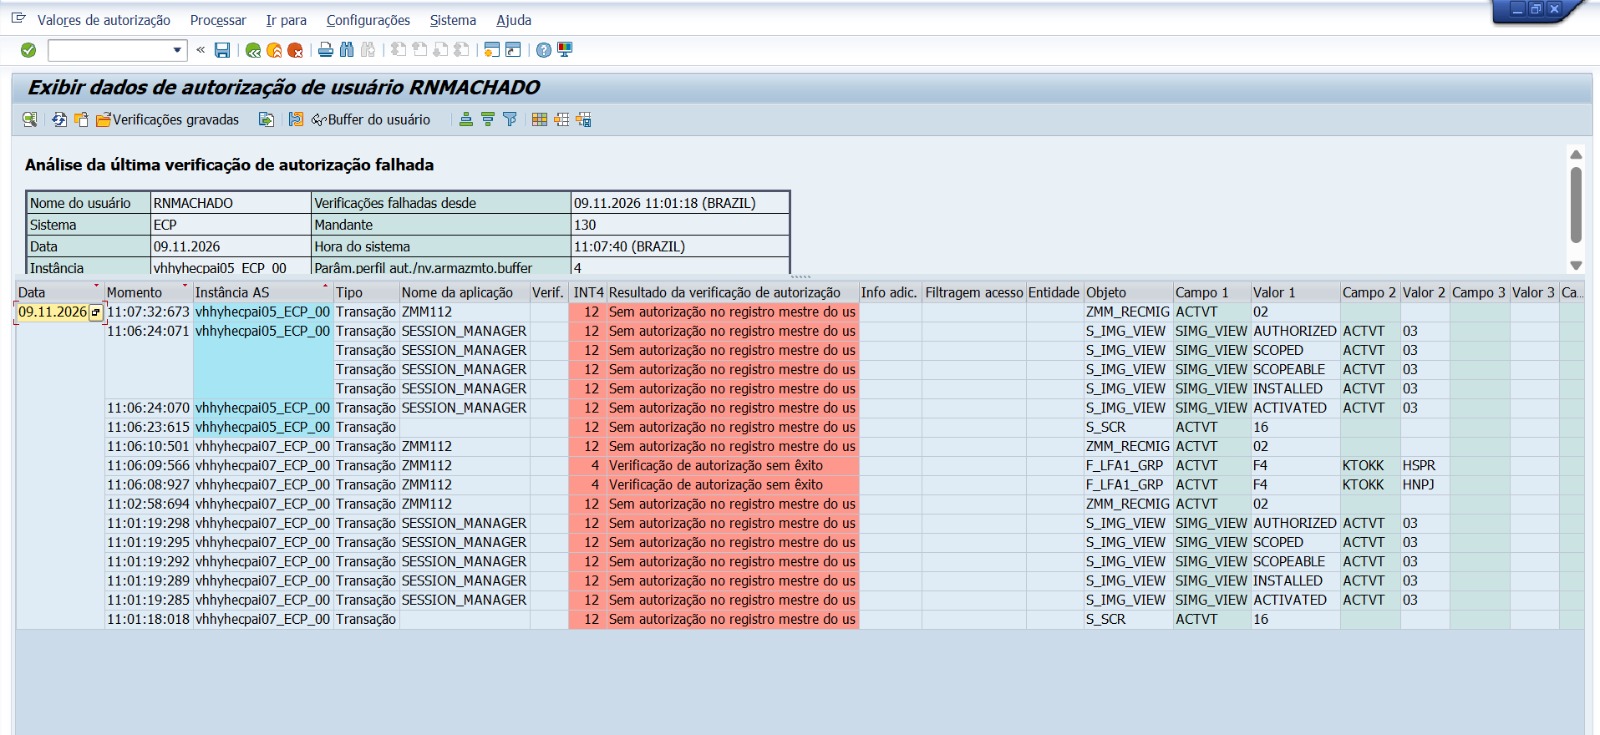 Valores de autorização Processar Ir para Configurações Sistema Ajuda
Exibir dados de autorização de usuário RNMACHADO
Verificações gravadas Buffer do usuário
Análise da última verificação de autorização falhada
Nome do usuário RNMACHADO Verificações falhadas desde 09.11.2026 11:01:18 (BRAZIL)
Sistema ECP Mandante 130
Data 09.11.2026 Hora do sistema 11:07:40 (BRAZIL)
Instância vhhyhecpai05_ECP_00 Parâm.perfil aut./nv.armazmto.buffer 4
Data Momento Instância AS Tipo Nome da aplicação Verif. INT4 Resultado da verificação de autorização Info adic. Filtragem acesso Entidade Objeto Campo 1 Valor 1 Campo 2 Valor 2 Campo 3 Valor 3 Ca...
09.11.2026 11:07:32:673 vhhyhecpai05_ECP_00 Transação ZMM112 12 Sem autorização no registro mestre do us ZMM_RECMIG ACTVT 02
11:06:24:071 vhhyhecpai05_ECP_00 Transação SESSION_MANAGER 12 Sem autorização no registro mestre do us S_IMG_VIEW SIMG_VIEW AUTHORIZED ACTVT 03
Transação SESSION_MANAGER 12 Sem autorização no registro mestre do us S_IMG_VIEW SIMG_VIEW SCOPED ACTVT 03
Transação SESSION_MANAGER 12 Sem autorização no registro mestre do us S_IMG_VIEW SIMG_VIEW SCOPEABLE ACTVT 03
Transação SESSION_MANAGER 12 Sem autorização no registro mestre do us S_IMG_VIEW SIMG_VIEW INSTALLED ACTVT 03
11:06:24:070 vhhyhecpai05_ECP_00 Transação SESSION_MANAGER 12 Sem autorização no registro mestre do us S_IMG_VIEW SIMG_VIEW ACTIVATED ACTVT 03
11:06:23:615 vhhyhecpai05_ECP_00 Transação 12 Sem autorização no registro mestre do us S_SCR ACTVT 16
11:06:10:501 vhhyhecpai07_ECP_00 Transação ZMM112 12 Sem autorização no registro mestre do us ZMM_RECMIG ACTVT 02
11:06:09:566 vhhyhecpai07_ECP_00 Transação ZMM112 4 Verificação de autorização sem êxito F_LFA1_GRP ACTVT F4 KTOKK HSPR
11:06:08:927 vhhyhecpai07_ECP_00 Transação ZMM112 4 Verificação de autorização sem êxito F_LFA1_GRP ACTVT F4 KTOKK HNPJ
11:02:58:694 vhhyhecpai07_ECP_00 Transação ZMM112 12 Sem autorização no registro mestre do us ZMM_RECMIG ACTVT 02
11:01:19:298 vhhyhecpai07_ECP_00 Transação SESSION_MANAGER 12 Sem autorização no registro mestre do us S_IMG_VIEW SIMG_VIEW AUTHORIZED ACTVT 03
11:01:19:295 vhhyhecpai07_ECP_00 Transação SESSION_MANAGER 12 Sem autorização no registro mestre do us S_IMG_VIEW SIMG_VIEW SCOPED ACTVT 03
11:01:19:292 vhhyhecpai07_ECP_00 Transação SESSION_MANAGER 12 Sem autorização no registro mestre do us S_IMG_VIEW SIMG_VIEW SCOPEABLE ACTVT 03
11:01:19:289 vhhyhecpai07_ECP_00 Transação SESSION_MANAGER 12 Sem autorização no registro mestre do us S_IMG_VIEW SIMG_VIEW INSTALLED ACTVT 03
11:01:19:285 vhhyhecpai07_ECP_00 Transação SESSION_MANAGER 12 Sem autorização no registro mestre do us S_IMG_VIEW SIMG_VIEW ACTIVATED ACTVT 03
11:01:18:018 vhhyhecpai07_ECP_00 Transação 12 Sem autorização no registro mestre do us S_SCR ACTVT 16